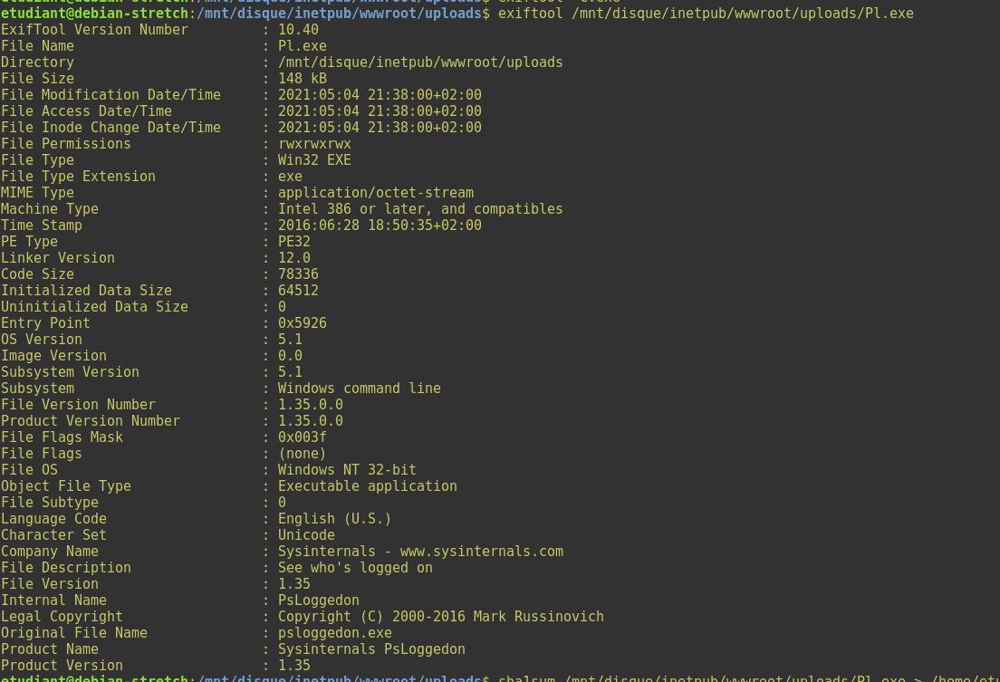 etudiant@debian-stretch:/mnt/disque/inetpub/wwwroot/uploads$ exiftool c.exe
etudiant@debian-stretch:/mnt/disque/inetpub/wwwroot/uploads$ exiftool /mnt/disque/inetpub/wwwroot/uploads/Pl.exe
ExifTool Version Number         : 10.40
File Name                       : Pl.exe
Directory                       : /mnt/disque/inetpub/wwwroot/uploads
File Size                       : 148 kB
File Modification Date/Time     : 2021:05:04 21:38:00+02:00
File Access Date/Time           : 2021:05:04 21:38:00+02:00
File Inode Change Date/Time     : 2021:05:04 21:38:00+02:00
File Permissions                : rwxrwxrwx
File Type                       : Win32 EXE
File Type Extension             : exe
MIME Type                       : application/octet-stream
Machine Type                    : Intel 386 or later, and compatibles
Time Stamp                      : 2016:06:28 18:50:35+02:00
PE Type                         : PE32
Linker Version                  : 12.0
Code Size                       : 78336
Initialized Data Size           : 64512
Uninitialized Data Size         : 0
Entry Point                     : 0x5926
OS Version                      : 5.1
Image Version                   : 0.0
Subsystem Version               : 5.1
Subsystem                       : Windows command line
File Version Number             : 1.35.0.0
Product Version Number          : 1.35.0.0
File Flags Mask                 : 0x003f
File Flags                      : (none)
File OS                         : Windows NT 32-bit
Object File Type                : Executable application
File Subtype                    : 0
Language Code                   : English (U.S.)
Character Set                   : Unicode
Company Name                    : Sysinternals - www.sysinternals.com
File Description                : See who's logged on
File Version                    : 1.35
Internal Name                   : PsLoggedon
Legal Copyright                 : Copyright (C) 2000-2016 Mark Russinovich
Original File Name              : psloggedon.exe
Product Name                    : Sysinternals PsLoggedon
Product Version                 : 1.35
etudiant@debian-stretch:/mnt/disque/inetpub/wwwroot/uploads$ sha1sum /mnt/disque/inetpub/wwwroot/uploads/Pl.exe > /home/etu